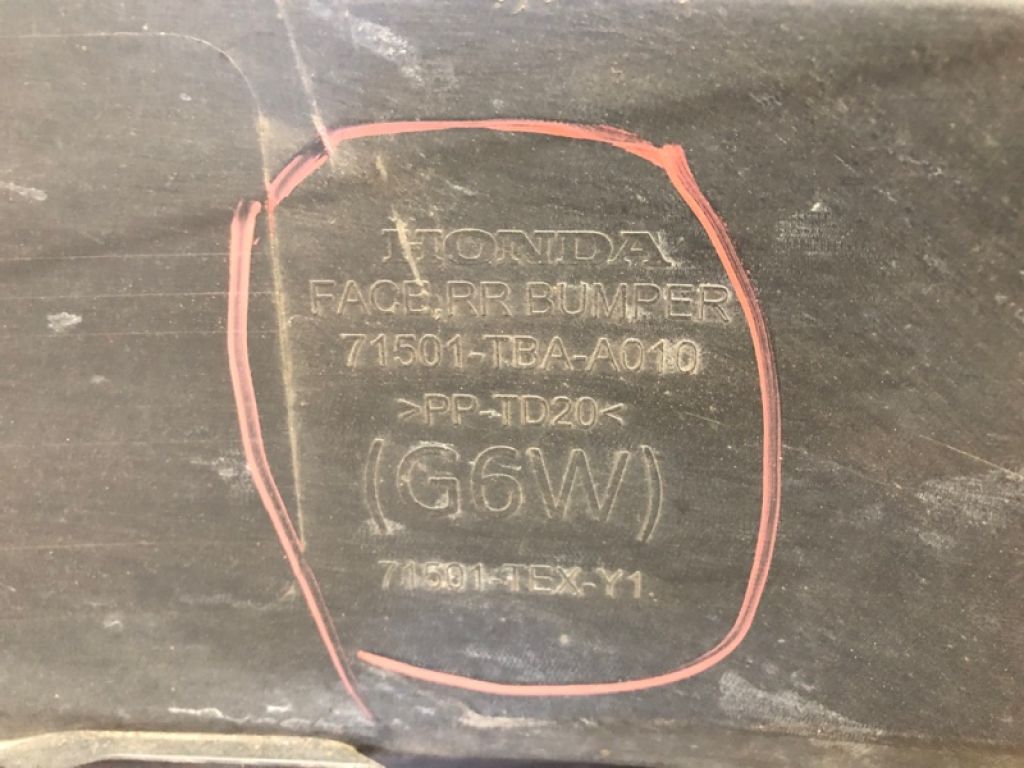 HONDA
FACE,RR BUMPER
71501-TBA-A010
>PP-TD20<
(G6W)
71501-TEX-Y1